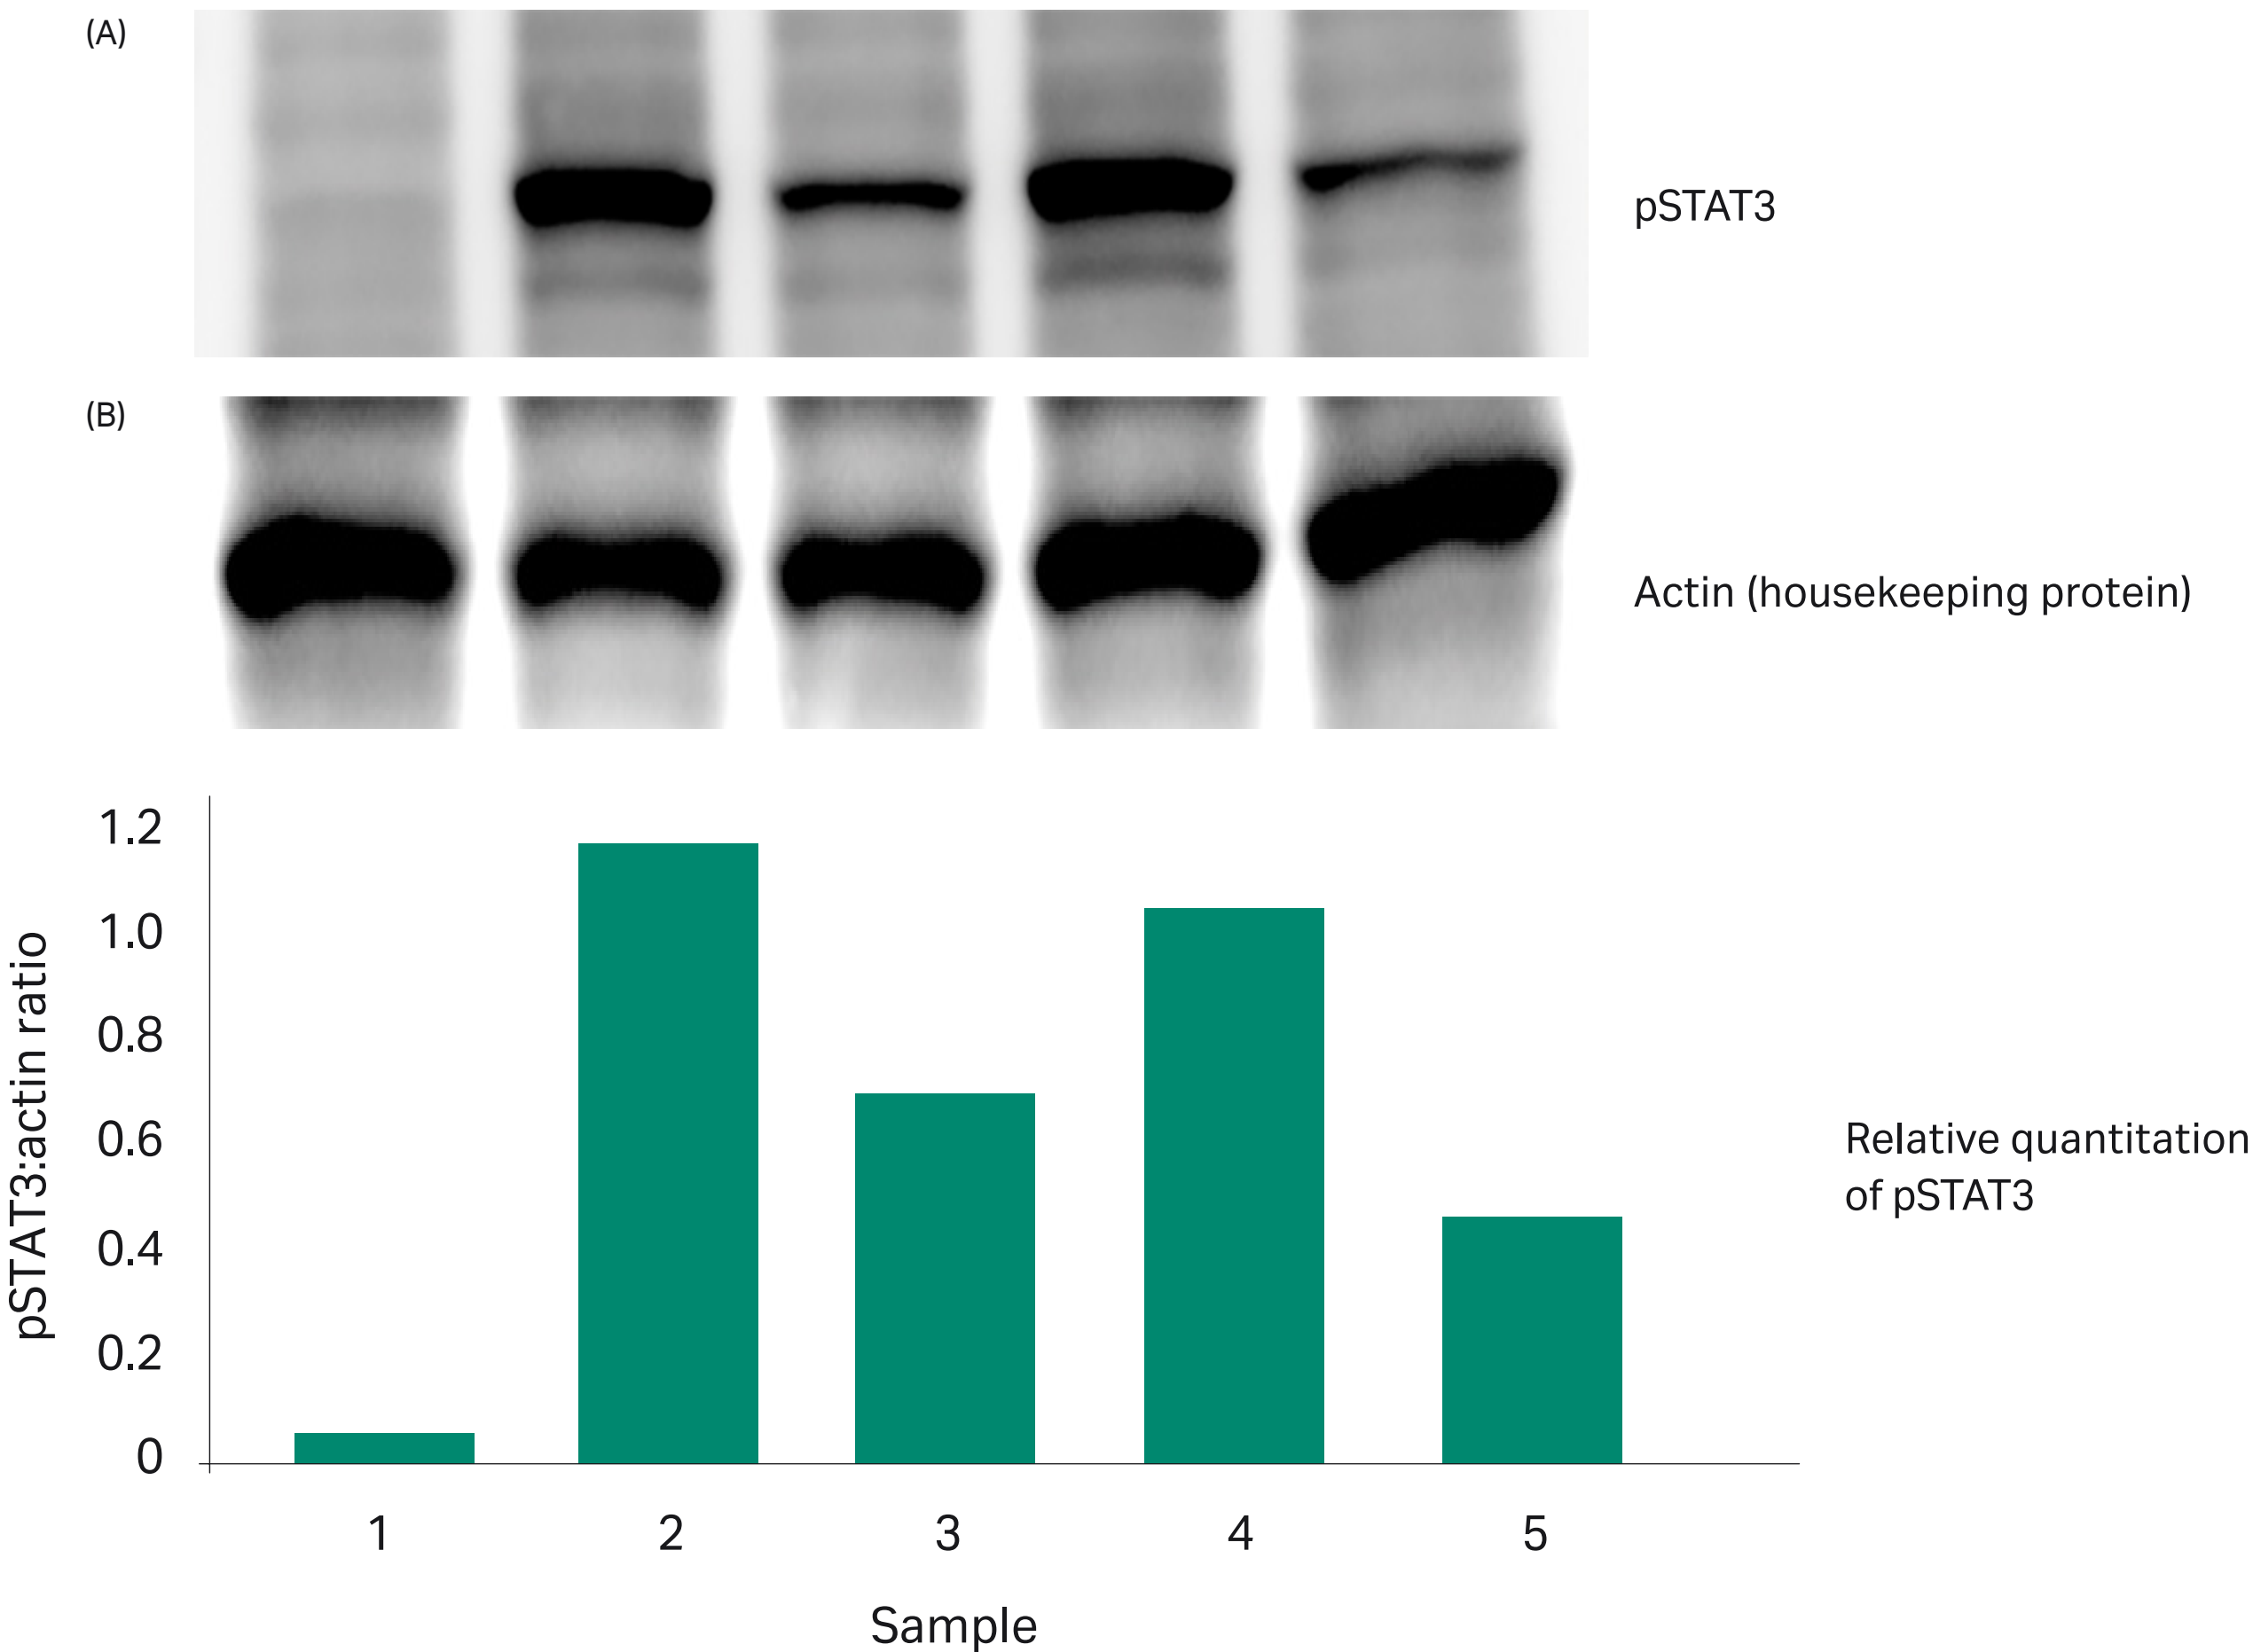 (A)
pSTAT3
(B)
Actin (housekeeping protein)
pSTAT3:actin ratio
1.2
1.0
0.8
0.6
0.4
0.2
0
Relative quantitation
of pSTAT3
1 2 3 4 5
Sample